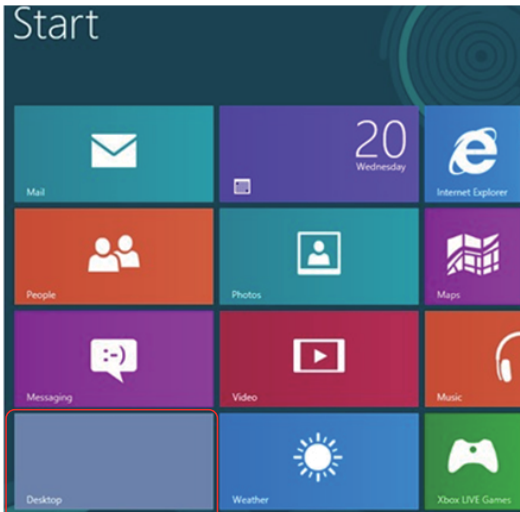 Start
20
Wednesday
Mail
Internet Explorer
People
Photos
Maps
:-)
Messaging
Video
Music
Desktop
Weather
Xbox LIVE Games